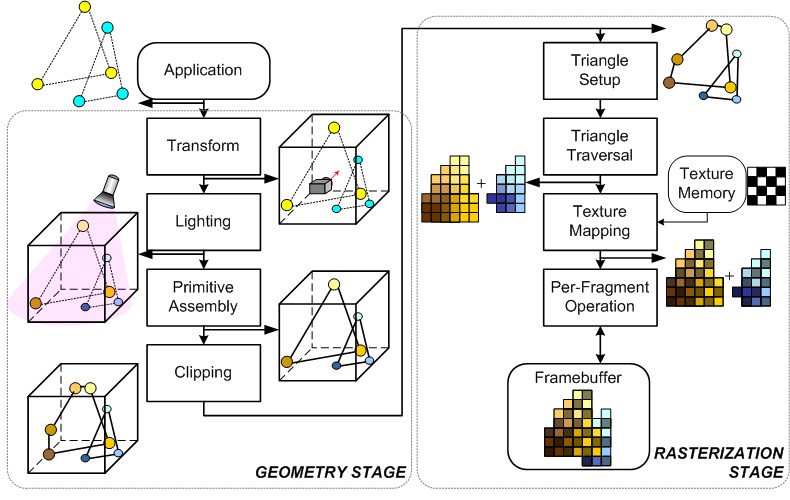 Application
Transform
Lighting
Primitive
Assembly
Clipping
GEOMETRY STAGE
Triangle
Setup
Triangle
Traversal
+
Texture
Memory
Texture
Mapping
+
Per-Fragment
Operation
Framebuffer
RASTERIZATION
STAGE